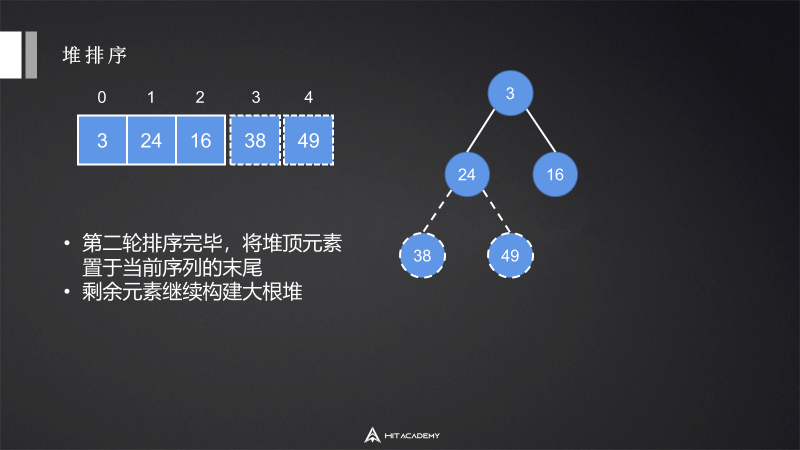 堆排序
0 1 2 3 4
3 24 16 38 49
• 第二轮排序完毕，将堆顶元素
置于当前序列的末尾
• 剩余元素继续构建大根堆
3
24 16
38 49
HIT ACADEMY